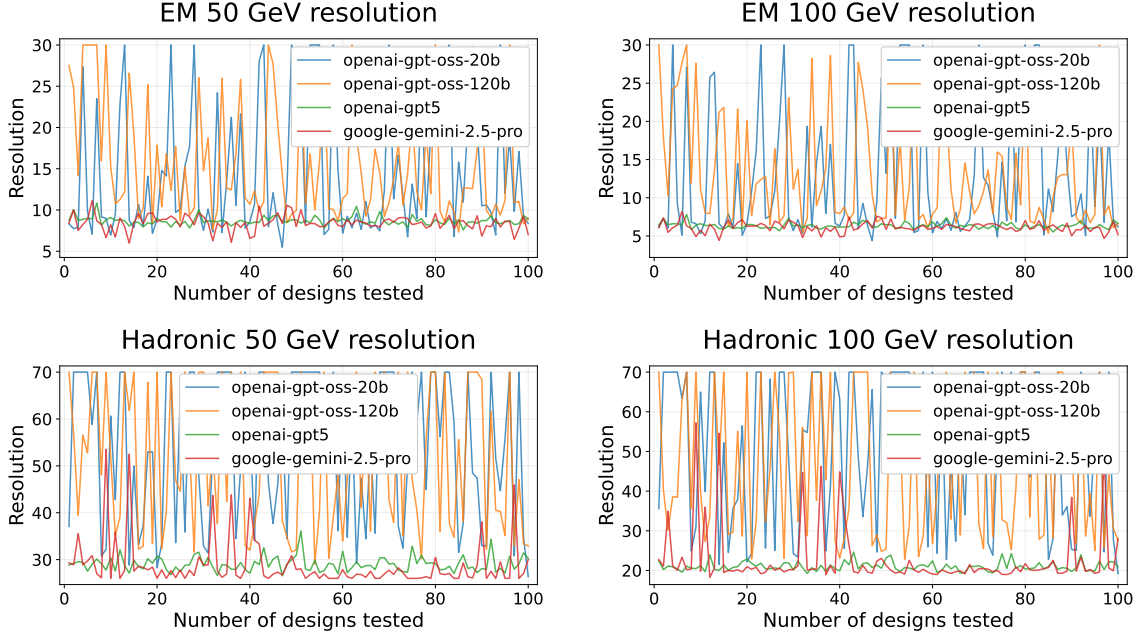 EM 50 GeV resolution
30
25
20
15
10
5
Resolution
openai-gpt-oss-20b
openai-gpt-oss-120b
openai-gpt5
google-gemini-2.5-pro
0 20 40 60 80 100
Number of designs tested
EM 100 GeV resolution
30
25
20
15
10
5
Resolution
openai-gpt-oss-20b
openai-gpt-oss-120b
openai-gpt5
google-gemini-2.5-pro
0 20 40 60 80 100
Number of designs tested
Hadronic 50 GeV resolution
70
60
50
40
30
Resolution
openai-gpt-oss-20b
openai-gpt-oss-120b
openai-gpt5
google-gemini-2.5-pro
0 20 40 60 80 100
Number of designs tested
Hadronic 100 GeV resolution
70
60
50
40
30
20
Resolution
openai-gpt-oss-20b
openai-gpt-oss-120b
openai-gpt5
google-gemini-2.5-pro
0 20 40 60 80 100
Number of designs tested